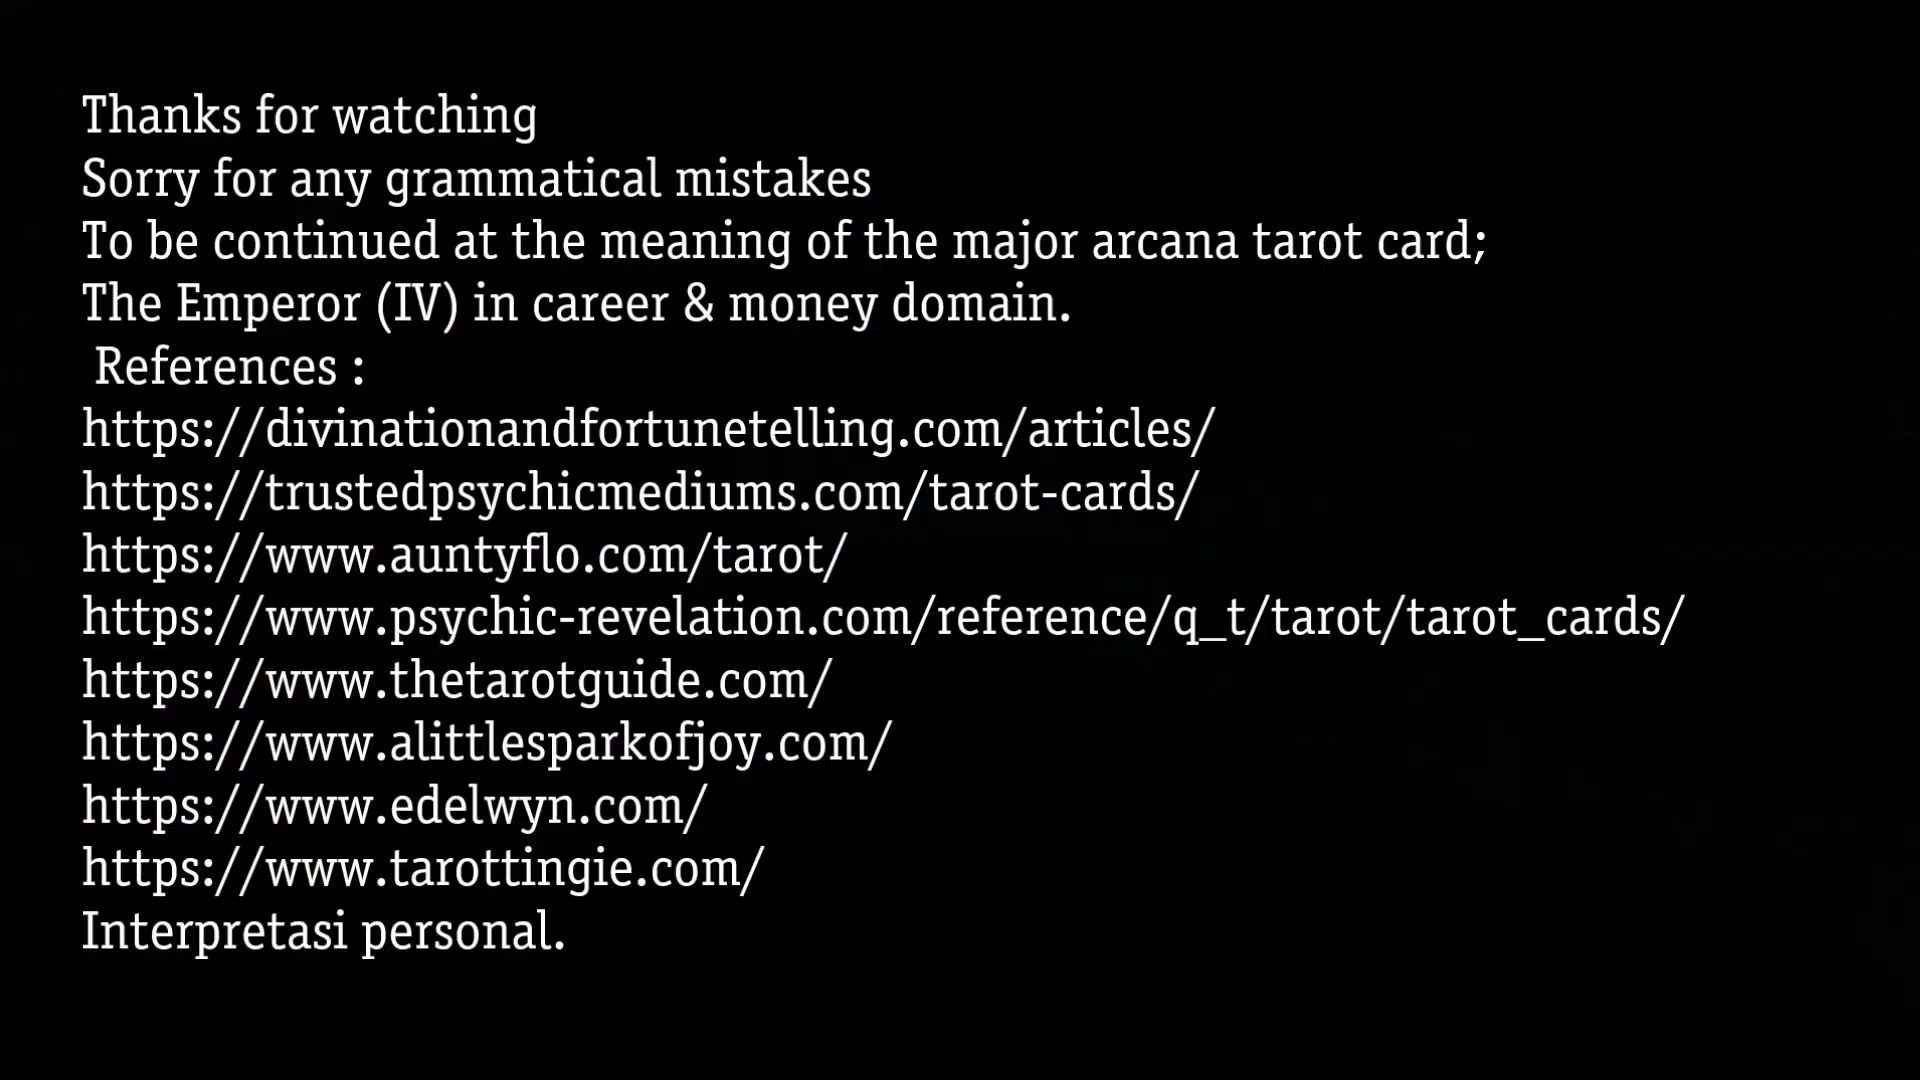 Thanks for watching
Sorry for any grammatical mistakes
To be continued at the meaning of the major arcana tarot card;
The Emperor (IV) in career & money domain.
References :
https://divinationandfortunetelling.com/articles/
https://trustedpsychicmediums.com/tarot-cards/
https://www.auntyflo.com/tarot/
https://www.psychic-revelation.com/reference/q_t/tarot/tarot_cards/
https://www.thetarotguide.com/
https://www.alittlesparkofjoy.com/
https://www.edelwyn.com/
https://www.tarottingie.com/
Interpretasi personal.